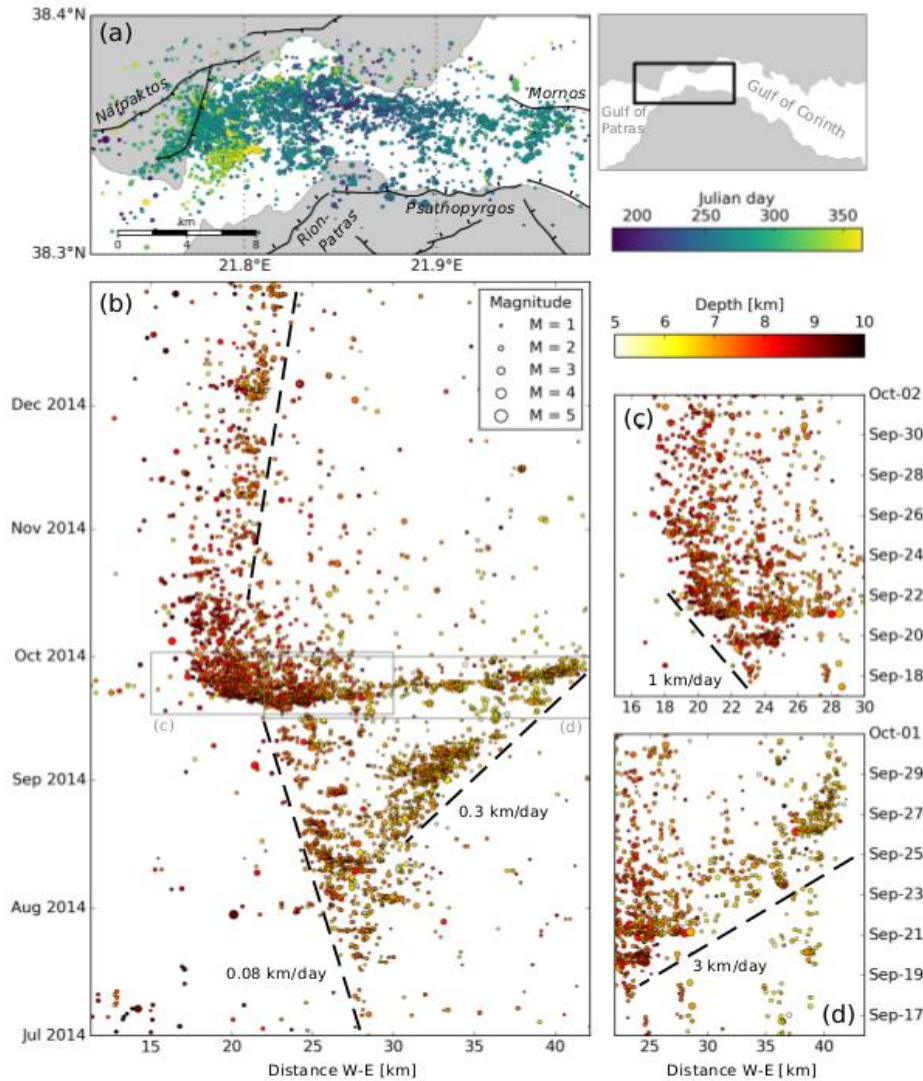 38.4°N
(a)
Nafpaktos
Mornos
km
0 4 8
Rion-
Patras
Psathopyrgos
38.3°N
21.8°E 21.9°E
Gulf of
Patras
Gulf of Corinth
Julian day
200 250 300 350
(b)
Magnitude
M = 1
M = 2
M = 3
M = 4
M = 5
Dec 2014
Nov 2014
Oct 2014
Sep 2014
Aug 2014
Jul 2014
(c)
(d)
0.3 km/day
0.08 km/day
15 20 25 30 35 40
Distance W-E [km]
Depth [km]
5 6 7 8 9 10
(c)
Oct-02
Sep-30
Sep-28
Sep-26
Sep-24
Sep-22
Sep-20
Sep-18
1 km/day
16 18 20 22 24 26 28 30
Oct-01
Sep-29
Sep-27
Sep-25
Sep-23
Sep-21
Sep-19
Sep-17
3 km/day
(d)
25 30 35 40
Distance W-E [km]